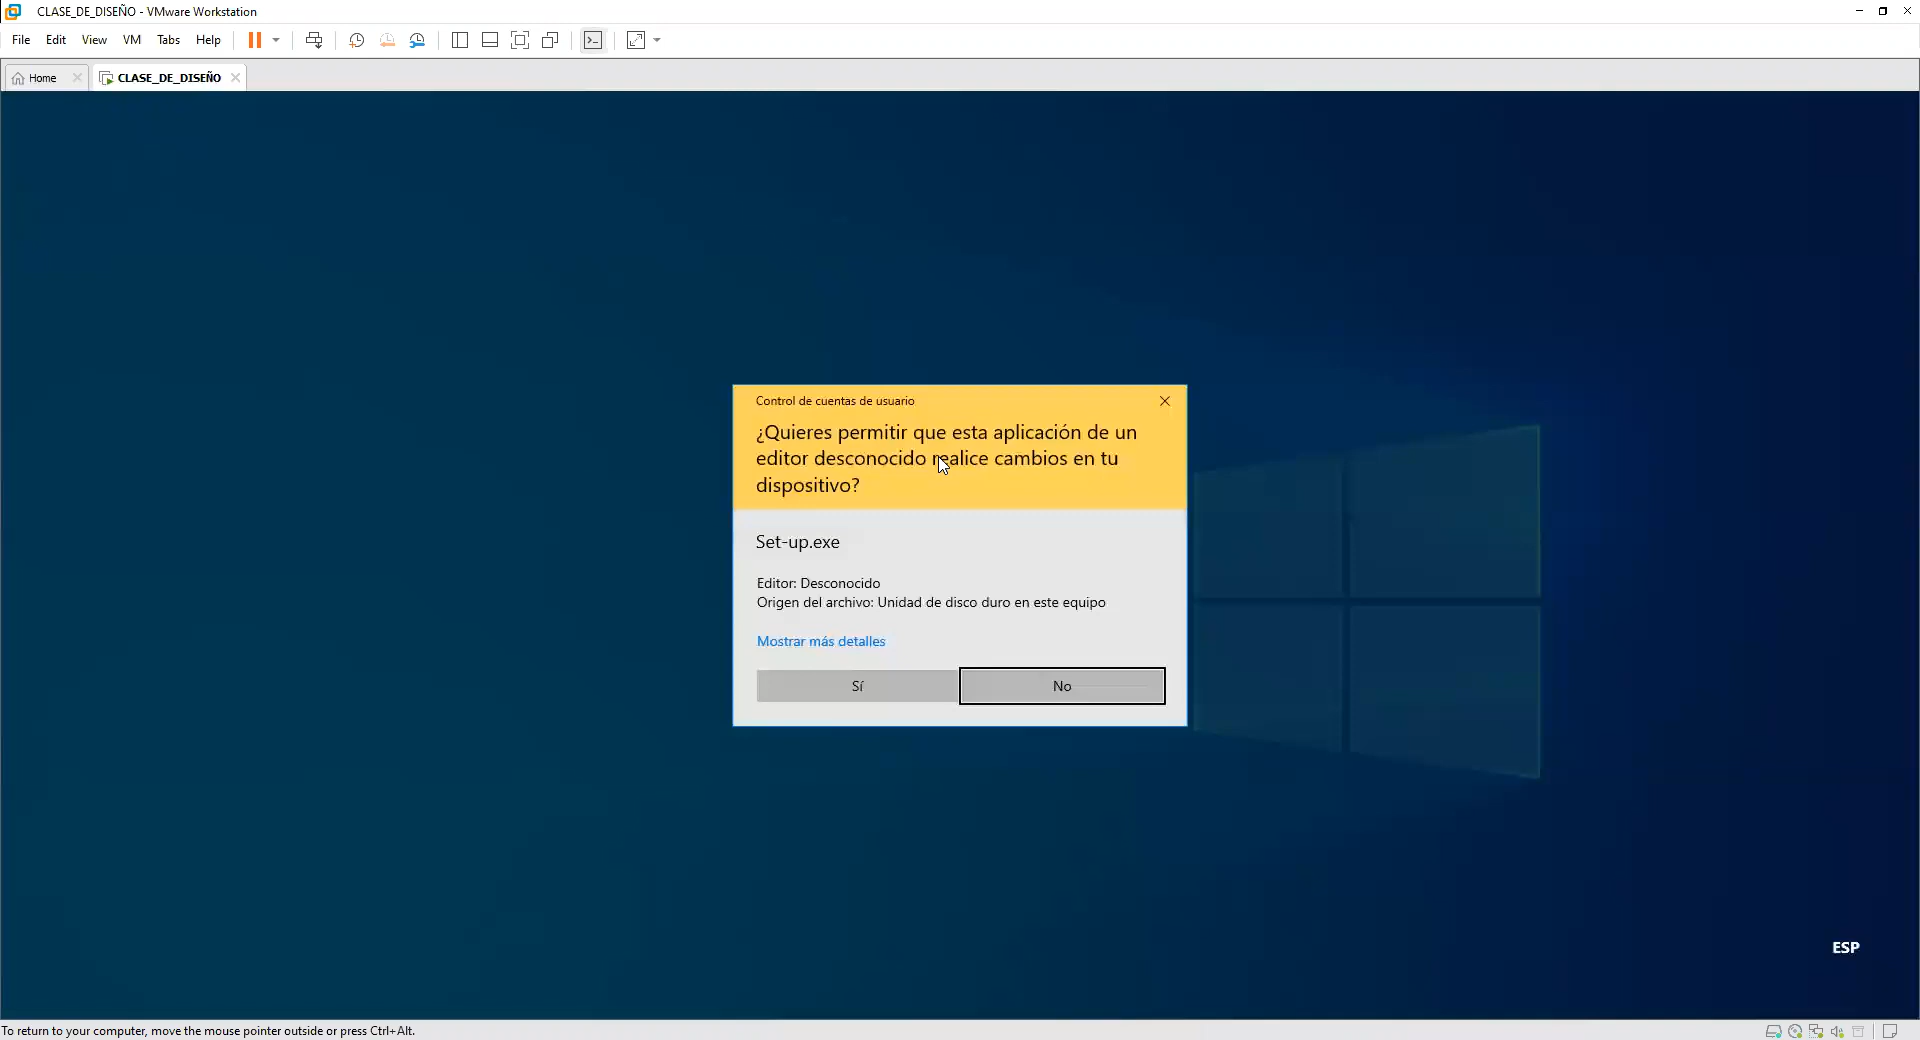 CLASE_DE_DISEÑO - VMware Workstation
File Edit View VM Tabs Help
Home CLASE_DE_DISEÑO
Control de cuentas de usuario
¿Quieres permitir que esta aplicación de un
editor desconocido realice cambios en tu
dispositivo?
Set-up.exe
Editor: Desconocido
Origen del archivo: Unidad de disco duro en este equipo
Mostrar más detalles
Sí No
ESP
To return to your computer, move the mouse pointer outside or press Ctrl+Alt.